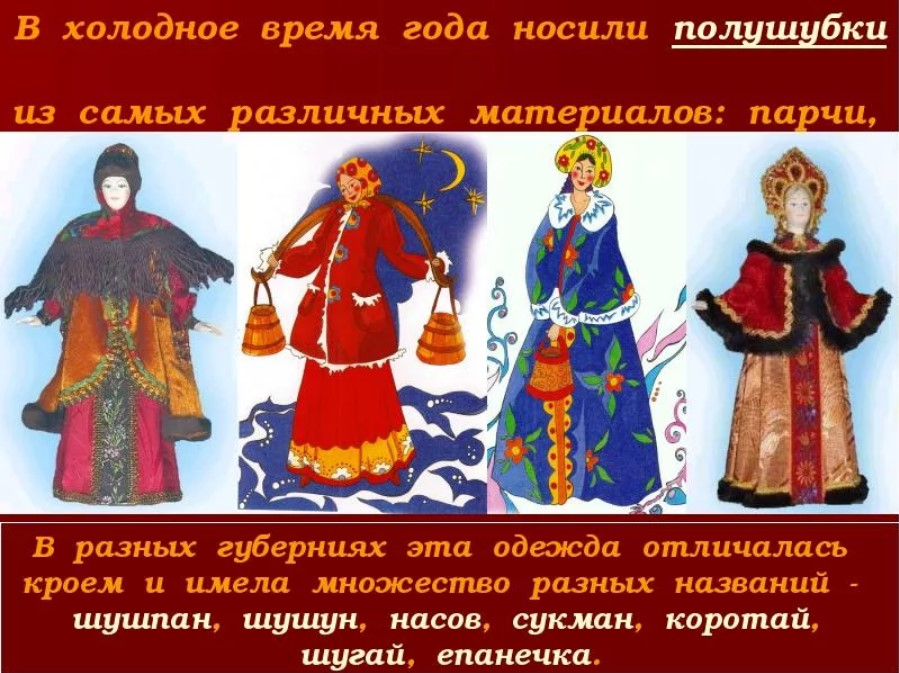 В холодное время года носили полушубки
из самых различных материалов: парчи,
В разных губерниях эта одежда отличалась
кроем и имела множество разных названий -
шушпан, шушун, насов, сукман, коротай,
шугай, епанечка.